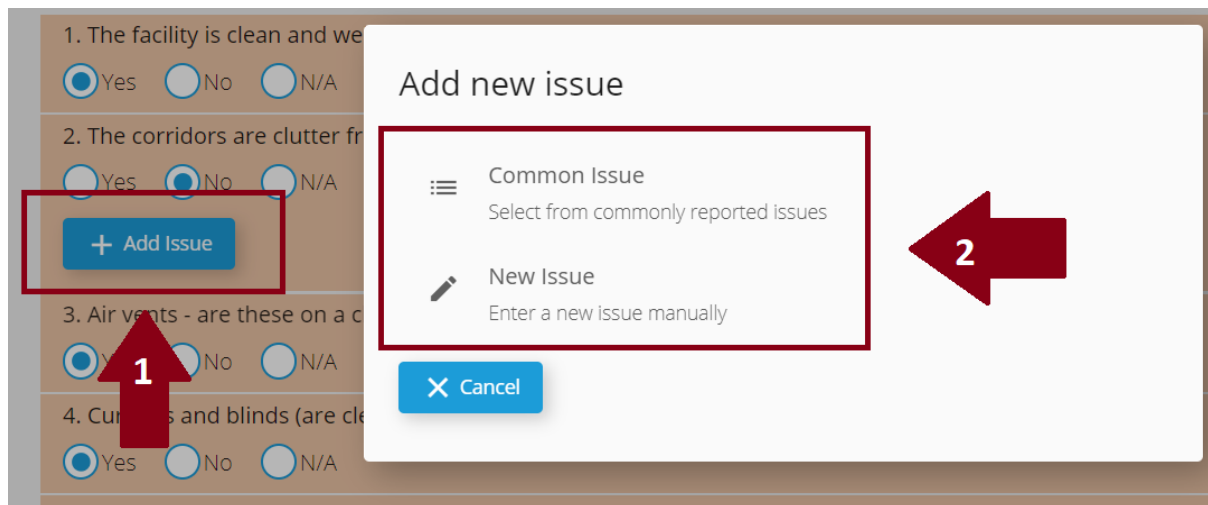 1. The facility is clean and we
Yes No N/A
2. The corridors are clutter fr
Yes No N/A
+ Add Issue
3. Air vents - are these on a c
No N/A
1
4. Cu s and blinds (are cle
Yes No N/A
Add new issue
Common Issue
Select from commonly reported issues
New Issue
Enter a new issue manually
Cancel
2